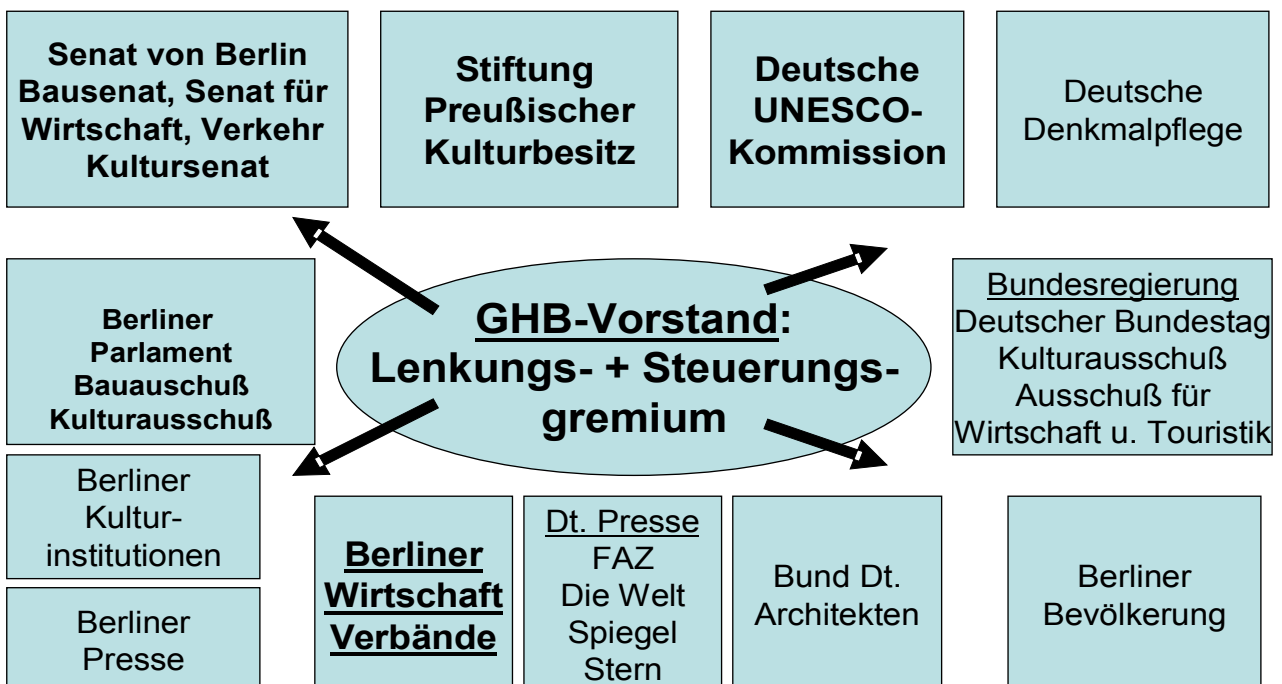 Senat von Berlin
Bausenat, Senat für
Wirtschaft, Verkehr
Kultursenat
Stiftung
Preußischer
Kulturbesitz
Deutsche
UNESCO-
Kommission
Deutsche
Denkmalpflege
Berliner
Parlament
Bauauschuß
Kulturausschuß
GHB-Vorstand:
Lenkungs- + Steuerungs-
gremium
Bundesregierung
Deutscher Bundestag
Kulturausschuß
Ausschuß für
Wirtschaft u. Touristik
Berliner
Kultur-
institutionen
Berliner
Presse
Berliner
Wirtschaft
Verbände
Dt. Presse
FAZ
Die Welt
Spiegel
Stern
Bund Dt.
Architekten
Berliner
Bevölkerung